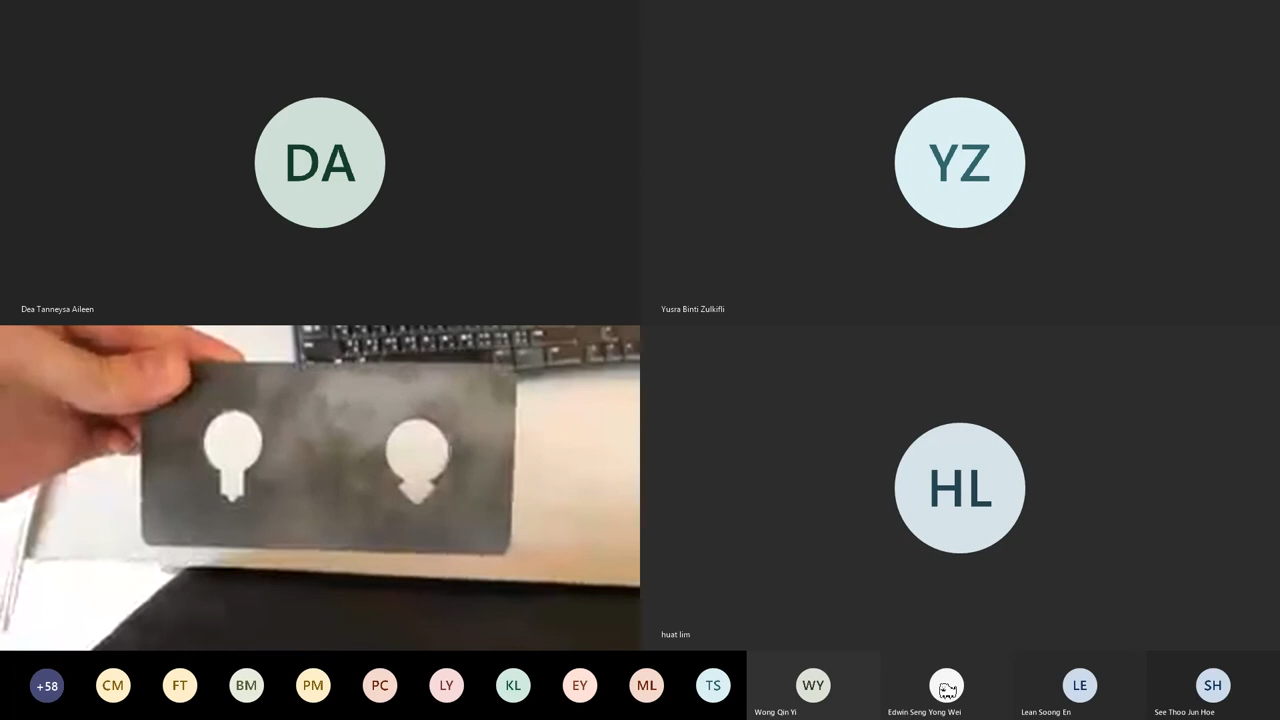 DA
YZ
Dea Tanneysa Aileen
Yusra Binti Zulkifli
HL
huat lim
+58
CM
FT
BM
PM
PC
LY
KL
EY
ML
TS
WY
LE
SH
Wong Qin Yi
Edwin Seng Yong Wei
Lean Soong En
See Thoo Jun Hoe